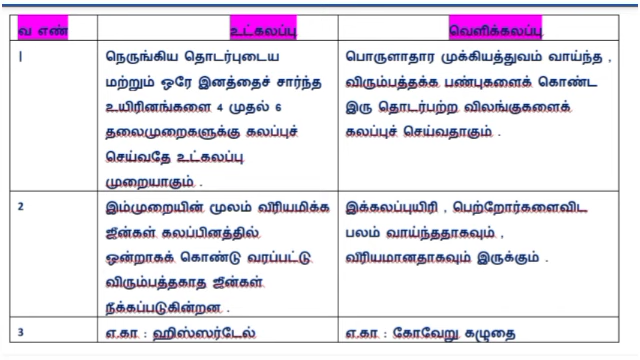 வ எண் உட்கலப்பு வெளிக்கலப்பு
1
நெருங்கிய தொடர்புடைய
மற்றும் ஒரே இனத்தைச் சார்ந்த
உயிரினங்களை 4 முதல் 6
தலைமுறைகளுக்கு கலப்புச்
செய்வதே உட்கலப்பு
முறையாகும் .
பொருளாதார முக்கியத்துவம் வாய்ந்த ,
விரும்பத்தக்க பண்புகளைக் கொண்ட
இரு தொடர்பற்ற விலங்குகளைக்
கலப்புச் செய்வதாகும் .
2
இம்முறையின் மூலம் வீரியமிக்க
ஜீன்கள் கலப்பினத்தில்
ஒன்றாகக் கொண்டு வரப்பட்டு
விரும்பத்தகாத ஜீன்கள்
நீக்கப்படுகின்றன .
இக்கலப்புயிரி , பெற்றோர்களைவிட
பலம் வாய்ந்ததாகவும் ,
வீரியமானதாகவும் இருக்கும் .
3 எ.கா : ஹிஸ்ஸர்டேல் எ.கா : கோவேறு கழுதை